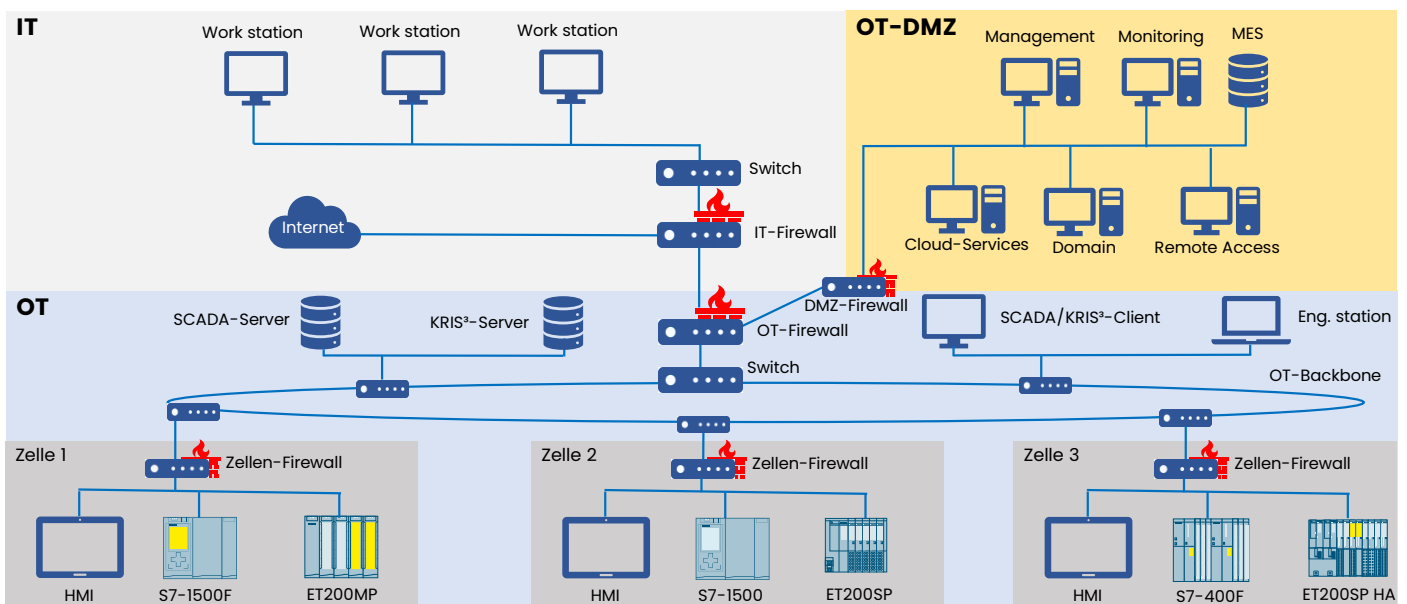 IT
Work station
Work station
Work station
Switch
Internet
IT-Firewall
OT-DMZ
Management
Monitoring
MES
Cloud-Services
Domain
Remote Access
DMZ-Firewall
OT
SCADA-Server
KRIS³-Server
OT-Firewall
Switch
SCADA/KRIS³-Client
Eng. station
OT-Backbone
Zelle 1
Zellen-Firewall
HMI
S7-1500F
ET200MP
Zelle 2
Zellen-Firewall
HMI
S7-1500
ET200SP
Zelle 3
Zellen-Firewall
HMI
S7-400F
ET200SP HA